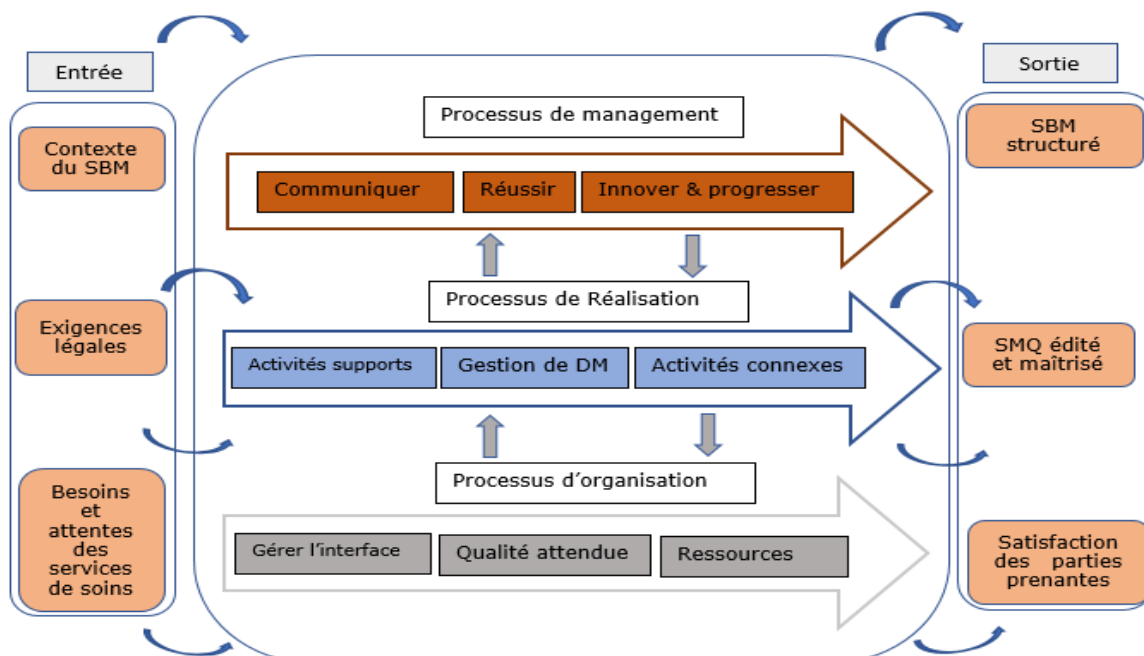 Entrée
Contexte
du SBM
Exigences
légales
Besoins
et
attentes
des
services
de soins
Processus de management
Communiquer
Réussir
Innover & progresser
Processus de Réalisation
Activités supports
Gestion de DM
Activités connexes
Processus d'organisation
Gérer l'interface
Qualité attendue
Ressources
Sortie
SBM
structuré
SMQ édité
et maîtrisé
Satisfaction
des parties
prenantes